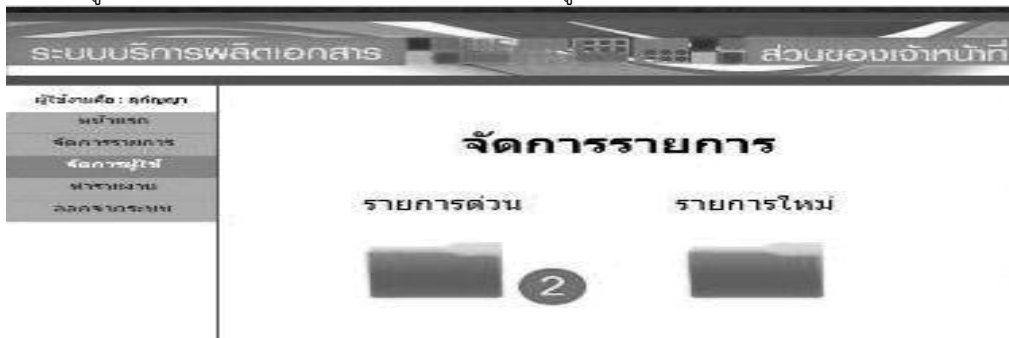 ระบบบริการผลิตเอกสาร ส่วนของเจ้าหน้าที่
ผู้ใช้งานคือ : สุกัญญา
หน้าแรก
จัดการรายการ
จัดการผู้ใช้
ทำรายงาน
ออกจากระบบ
จัดการรายการ
รายการด่วน รายการใหม่
2